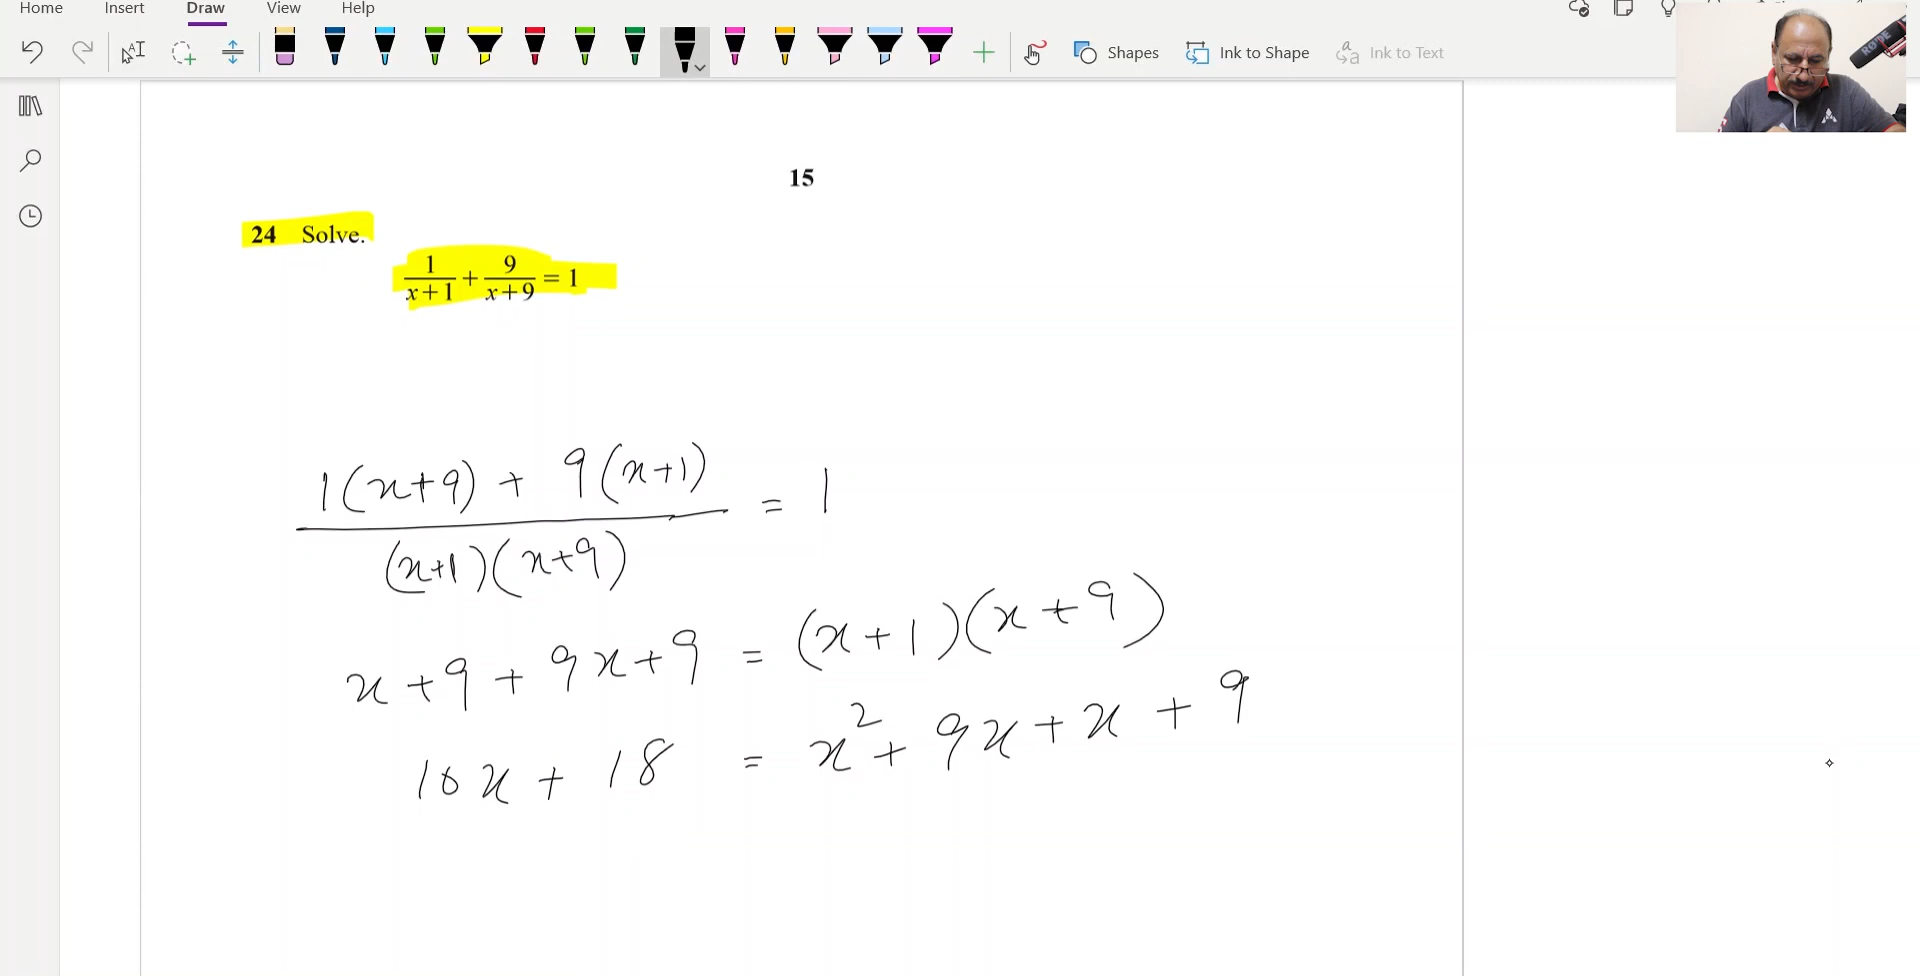 Home Insert Draw View Help
Shapes Ink to Shape Ink to Text
RØDE
15
24 Solve.
1/(x+1) + 9/(x+9) = 1
(1(x+9) + 9(x+1))/((x+1)(x+9)) = 1
x+9 + 9x+9 = (x+1)(x+9)
10x + 18 = x² + 9x + x + 9